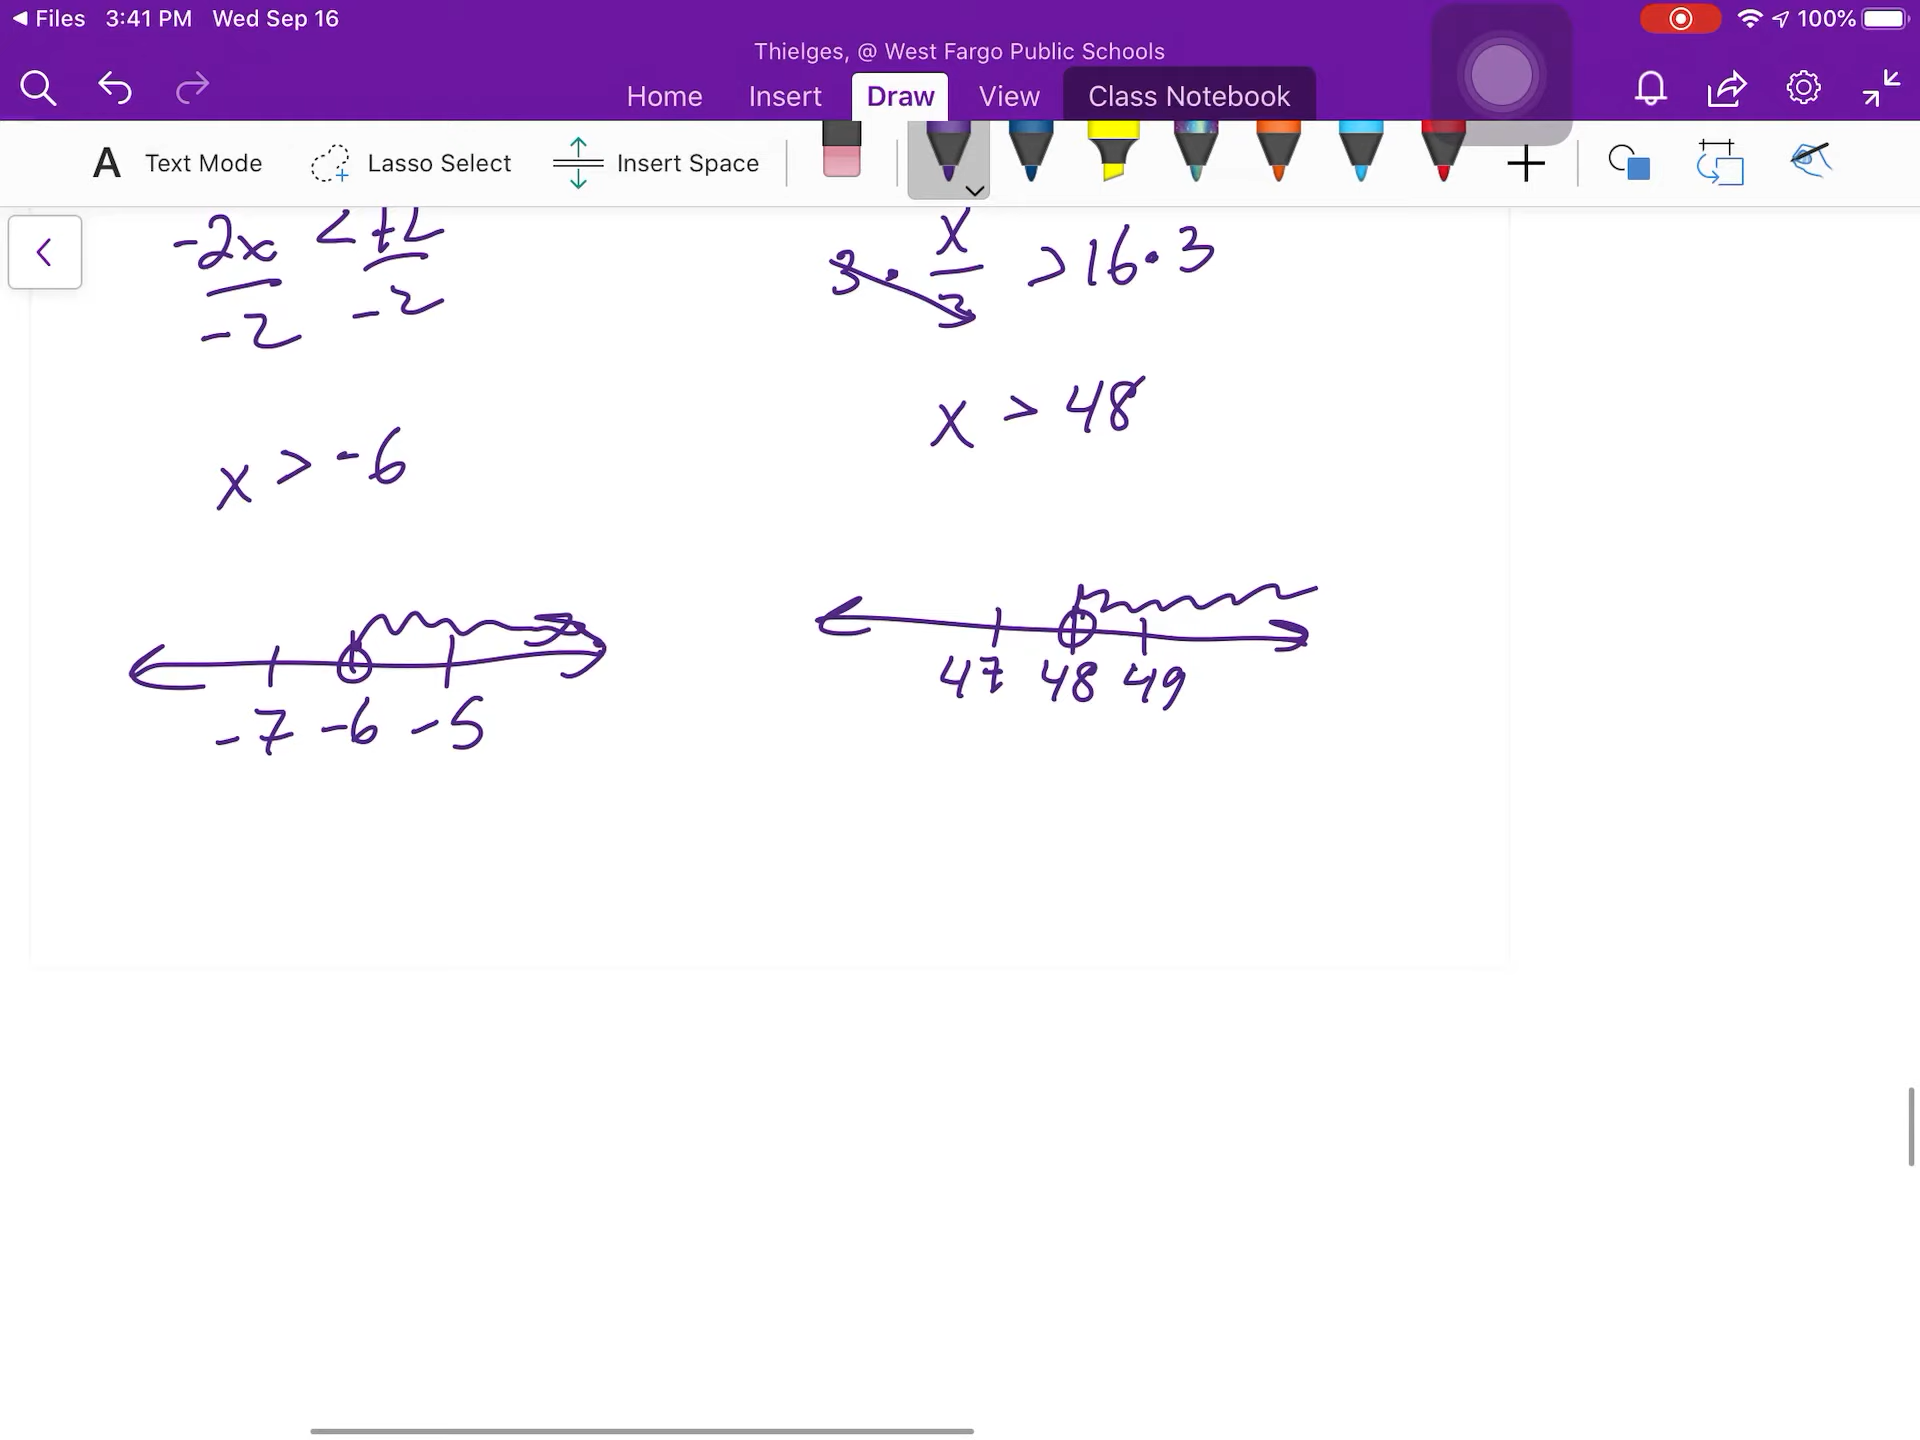 Files 3:41 PM Wed Sep 16 100%
Thielges, @ West Fargo Public Schools
Home Insert Draw View Class Notebook
A Text Mode Lasso Select Insert Space
-2x <
-2 -2
x > -6
-7 -6 -5
3 · x/3 > 16 · 3
x > 48
47 48 49